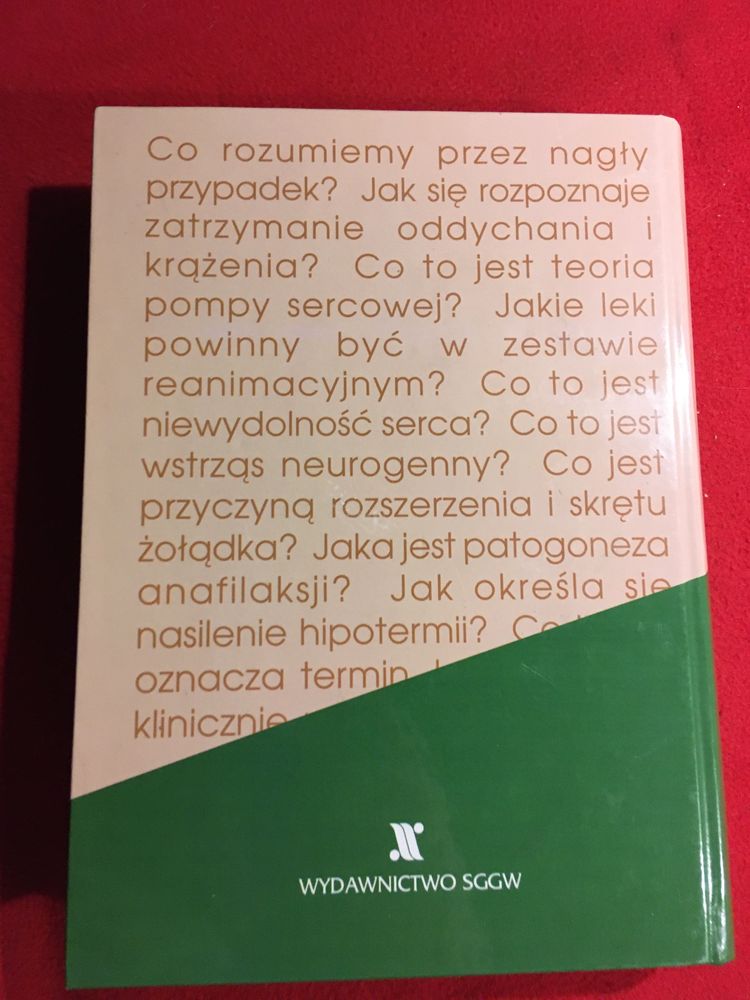 Co rozumiemy przez nagły
przypadek? Jak się rozpoznaje
zatrzymanie oddychania i
krążenia? Co to jest teoria
pompy sercowej? Jakie leki
powinny być w zestawie
reanimacyjnym? Co to jest
niewydolność serca? Co to jest
wstrząs neurogenny? Co jest
przyczyną rozszerzenia i skrętu
żołądka? Jaka jest patogoneza
anafilaksji? Jak określa się
nasilenie hipotermii? Co
oznacza termin
klinicznie
WYDAWNICTWO SGGW